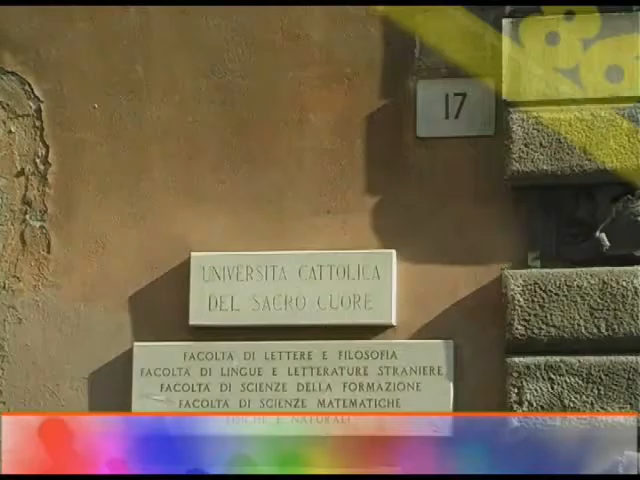 17
UNIVERSITA CATTOLICA
DEL SACRO CUORE
FACOLTA DI LETTERE E FILOSOFIA
FACOLTA DI LINGUE E LETTERATURE STRANIERE
FACOLTA DI SCIENZE DELLA FORMAZIONE
FACOLTA DI SCIENZE MATEMATICHE
E NATURALI